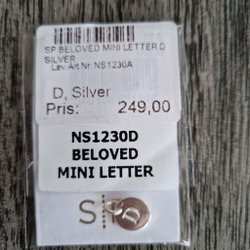 SP BELOVED MINI LETTER D
SILVER
Lev.Art.Nr:NS1230A
D, Silver
Pris: 249,00
NS1230D
BELOVED
MINI LETTER
S
D